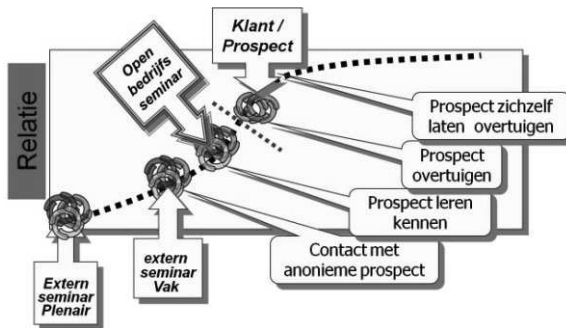 Klant /
Prospect
Open
bedrijfs
seminar
Relatie
Prospect zichzelf
laten overtuigen
Prospect
overtuigen
Prospect leren
kennen
Contact met
anonieme prospect
extern
seminar
Vak
Extern
seminar
Plenair